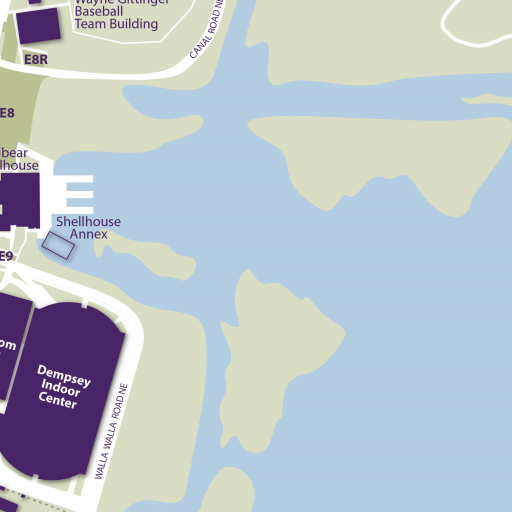 Wayne Gittinger
Baseball
Team Building
CANAL ROAD NE
E8R
E8
Shellhouse
Annex
E9
Dempsey
Indoor
Center
WALLA WALLA ROAD NE